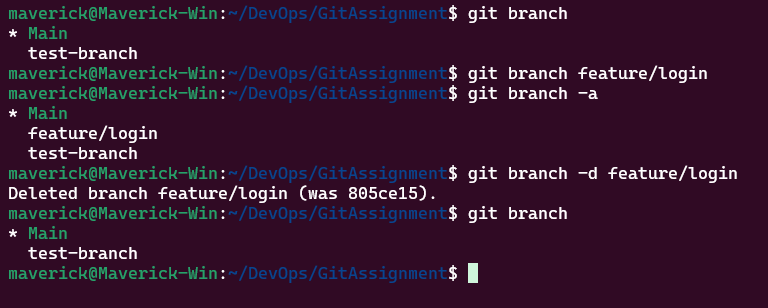 maverick@Maverick-Win:~/DevOps/GitAssignment$ git branch
* Main
  test-branch
maverick@Maverick-Win:~/DevOps/GitAssignment$ git branch feature/login
maverick@Maverick-Win:~/DevOps/GitAssignment$ git branch -a
* Main
  feature/login
  test-branch
maverick@Maverick-Win:~/DevOps/GitAssignment$ git branch -d feature/login
Deleted branch feature/login (was 805ce15).
maverick@Maverick-Win:~/DevOps/GitAssignment$ git branch
* Main
  test-branch
maverick@Maverick-Win:~/DevOps/GitAssignment$